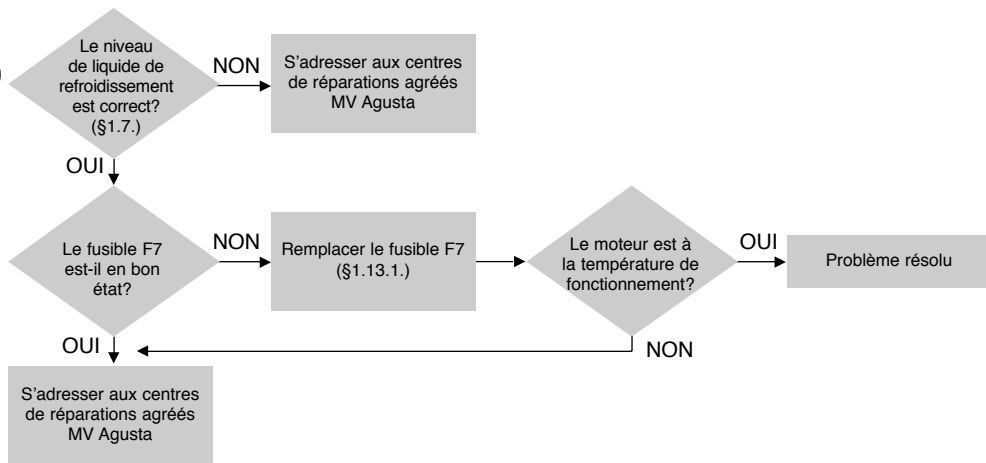 Le niveau
de liquide de
refroidissement
est correct?
(§1.7.)
NON
S'adresser aux centres
de réparations agréés
MV Agusta
OUI
Le fusible F7
est-il en bon
état?
NON
Remplacer le fusible F7
(§1.13.1.)
Le moteur est à
la température de
fonctionnement?
OUI
Problème résolu
OUI
NON
S'adresser aux centres
de réparations agréés
MV Agusta